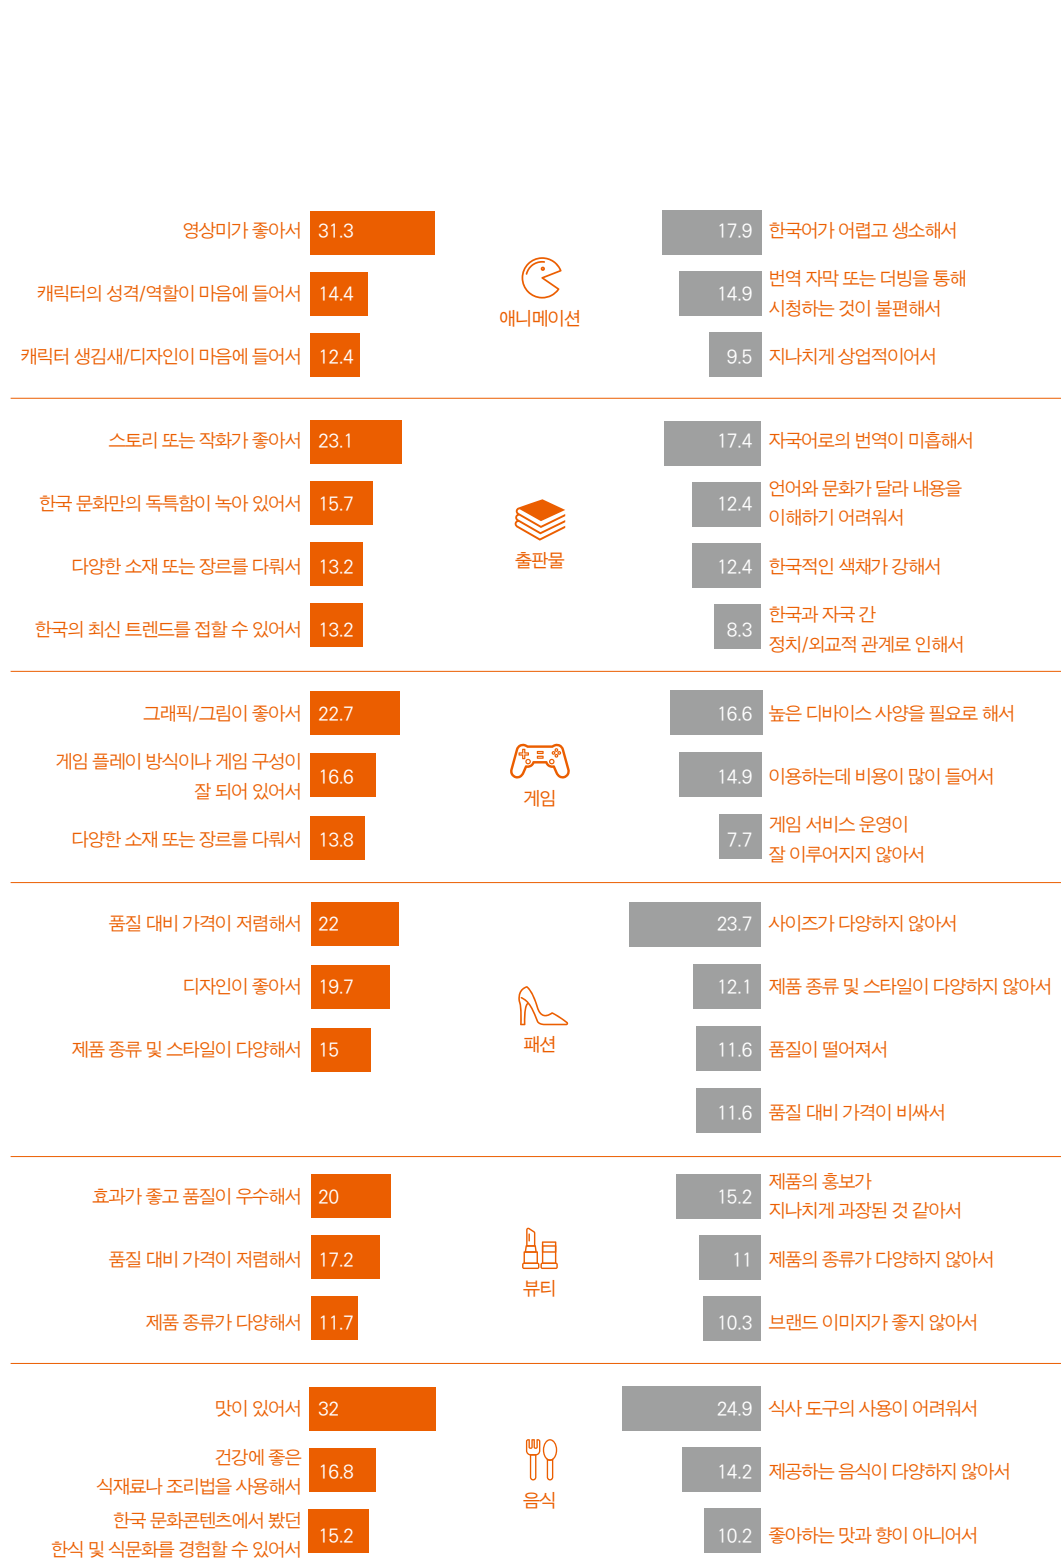 영상미가 좋아서 31.3
캐릭터의 성격/역할이 마음에 들어서 14.4
캐릭터 생김새/디자인이 마음에 들어서 12.4
애니메이션
17.9 한국어가 어렵고 생소해서
14.9 번역 자막 또는 더빙을 통해
시청하는 것이 불편해서
9.5 지나치게 상업적이어서
스토리 또는 작화가 좋아서 23.1
한국 문화만의 독특함이 녹아 있어서 15.7
다양한 소재 또는 장르를 다뤄서 13.2
한국의 최신 트렌드를 접할 수 있어서 13.2
출판물
17.4 자국어로의 번역이 미흡해서
12.4 언어와 문화가 달라 내용을
이해하기 어려워서
12.4 한국적인 색채가 강해서
8.3 한국과 자국 간
정치/외교적 관계로 인해서
그래픽/그림이 좋아서 22.7
게임 플레이 방식이나 게임 구성이
잘 되어 있어서 16.6
다양한 소재 또는 장르를 다뤄서 13.8
게임
16.6 높은 디바이스 사양을 필요로 해서
14.9 이용하는데 비용이 많이 들어서
7.7 게임 서비스 운영이
잘 이루어지지 않아서
품질 대비 가격이 저렴해서 22
디자인이 좋아서 19.7
제품 종류 및 스타일이 다양해서 15
패션
23.7 사이즈가 다양하지 않아서
12.1 제품 종류 및 스타일이 다양하지 않아서
11.6 품질이 떨어져서
11.6 품질 대비 가격이 비싸서
효과가 좋고 품질이 우수해서 20
품질 대비 가격이 저렴해서 17.2
제품 종류가 다양해서 11.7
뷰티
15.2 제품의 홍보가
지나치게 과장된 것 같아서
11 제품의 종류가 다양하지 않아서
10.3 브랜드 이미지가 좋지 않아서
맛이 있어서 32
건강에 좋은
식재료나 조리법을 사용해서 16.8
한국 문화콘텐츠에서 봤던
한식 및 식문화를 경험할 수 있어서 15.2
음식
24.9 식사 도구의 사용이 어려워서
14.2 제공하는 음식이 다양하지 않아서
10.2 좋아하는 맛과 향이 아니어서